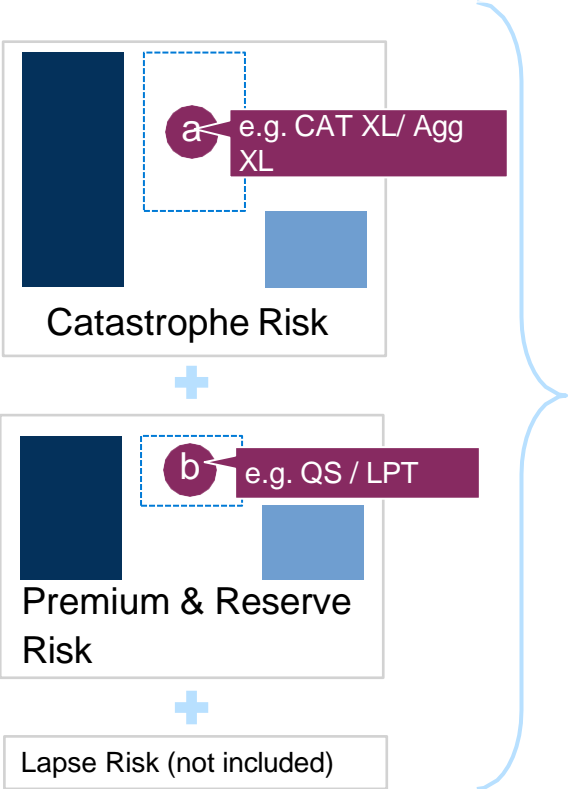 a
e.g. CAT XL/ Agg
XL
Catastrophe Risk
b
e.g. QS / LPT
Premium & Reserve
Risk
Lapse Risk (not included)